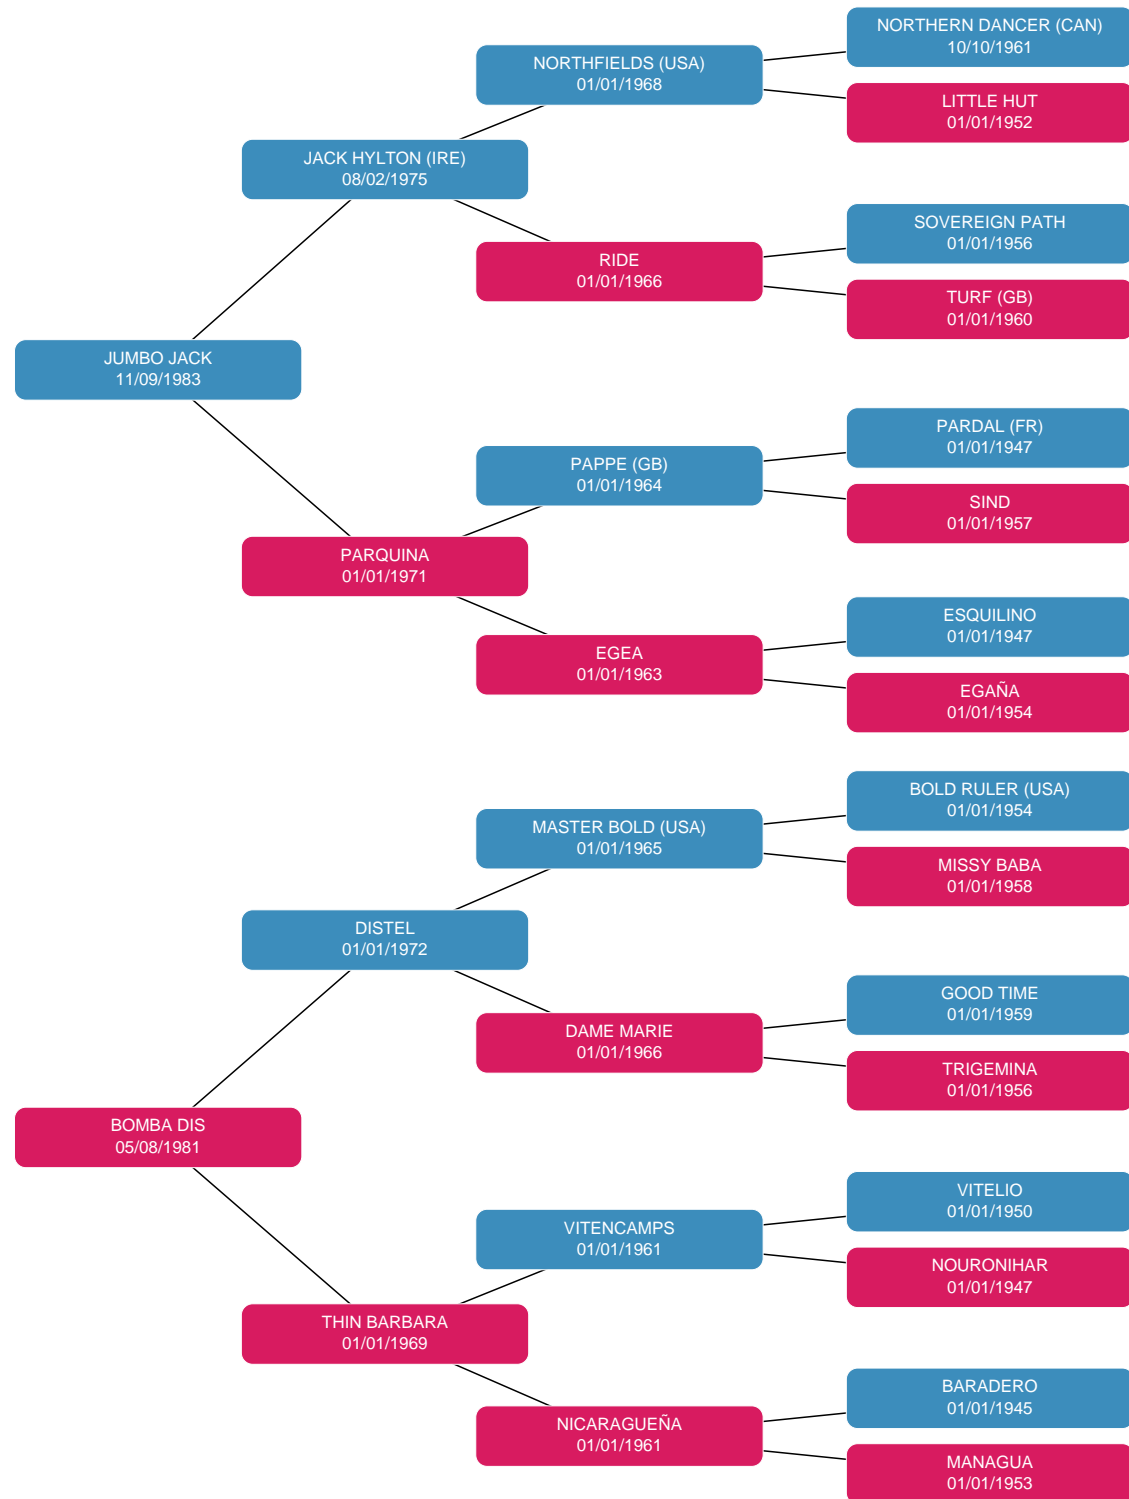 NORTHERN DANCER (CAN)
10/10/1961
NORTHFIELDS (USA)
01/01/1968
LITTLE HUT
01/01/1952
JACK HYLTON (IRE)
08/02/1975
SOVEREIGN PATH
01/01/1956
RIDE
01/01/1966
TURF (GB)
01/01/1960
JUMBO JACK
11/09/1983
PARDAL (FR)
01/01/1947
PAPPE (GB)
01/01/1964
SIND
01/01/1957
PARQUINA
01/01/1971
ESQUILINO
01/01/1947
EGEA
01/01/1963
EGAÑA
01/01/1954
BOLD RULER (USA)
01/01/1954
MASTER BOLD (USA)
01/01/1965
MISSY BABA
01/01/1958
DISTEL
01/01/1972
GOOD TIME
01/01/1959
DAME MARIE
01/01/1966
TRIGEMINA
01/01/1956
BOMBA DIS
05/08/1981
VITELIO
01/01/1950
VITENCAMPS
01/01/1961
NOURONIHAR
01/01/1947
THIN BARBARA
01/01/1969
BARADERO
01/01/1945
NICARAGUEÑA
01/01/1961
MANAGUA
01/01/1953